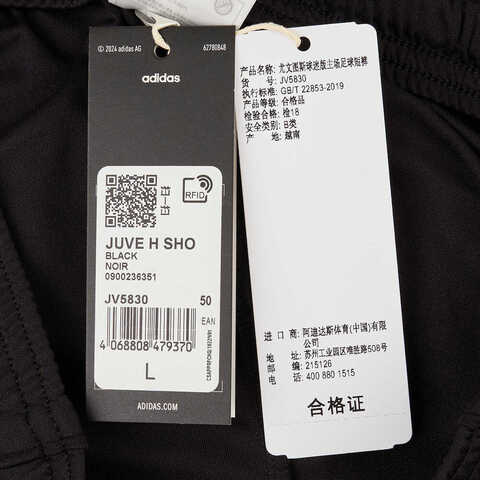 © 2024 adidas AG
62780848
adidas
扫一扫
RFID
JUVE H SHO
BLACK
NOIR
0900236351
JV5830
50
EAN
4 068808 479370
L
ADIDAS.COM
产品名称: 尤文图斯球迷版主场足球短裤
货 号: JV5830
执行标准: GB/T 22853-2019
产品等级: 合格品
检验合格: 检18
安全类别: B类
产 地: 越南
进 口 商: 阿迪达斯体育(中国)有限
公司
地 址: 苏州工业园区唯胜路508号
邮 编: 215126
电 话: 400 880 1515
合格证